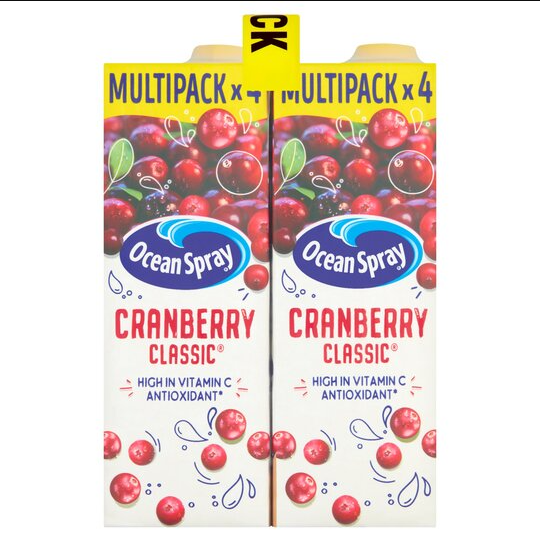 CK
MULTIPACK x 4
Ocean Spray
CRANBERRY
CLASSIC®
HIGH IN VITAMIN C
ANTIOXIDANT*
MULTIPACK x 4
Ocean Spray
CRANBERRY
CLASSIC®
HIGH IN VITAMIN C
ANTIOXIDANT*